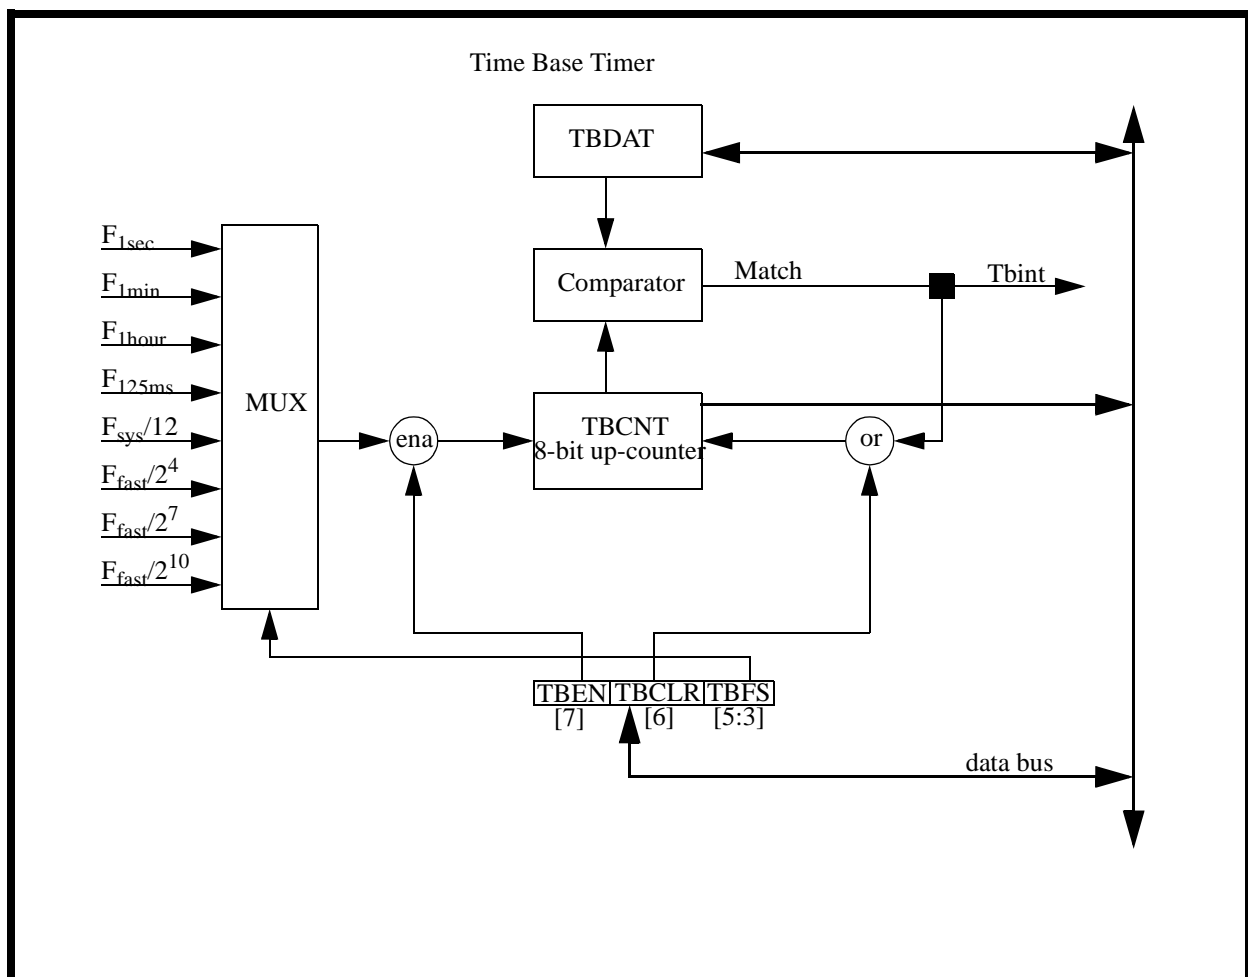 Time Base Timer
TBDAT
F1sec
F1min
F1hour
F125ms
Fsys/12
Ffast/2^4
Ffast/2^7
Ffast/2^10
MUX
ena
Comparator
Match
Tbint
TBCNT
8-bit up-counter
or
TBEN TBCLR TBFS
[7] [6] [5:3]
data bus